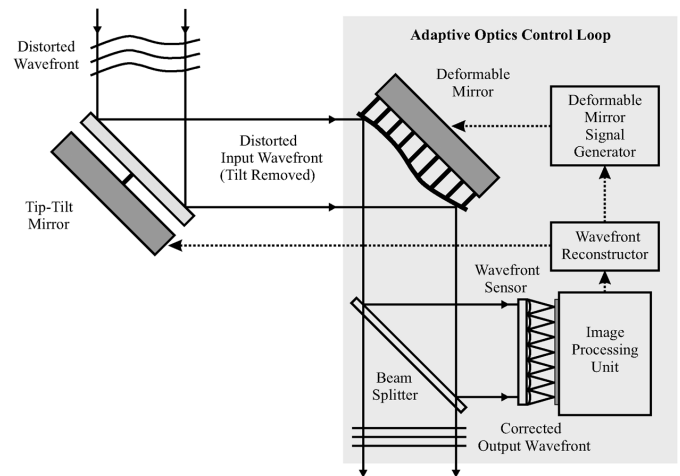 Adaptive Optics Control Loop
Distorted
Wavefront
Deformable
Mirror
Deformable
Mirror
Signal
Generator
Distorted
Input Wavefront
(Tilt Removed)
Tip-Tilt
Mirror
Wavefront
Reconstructor
Wavefront
Sensor
Image
Processing
Unit
Beam
Splitter
Corrected
Output Wavefront